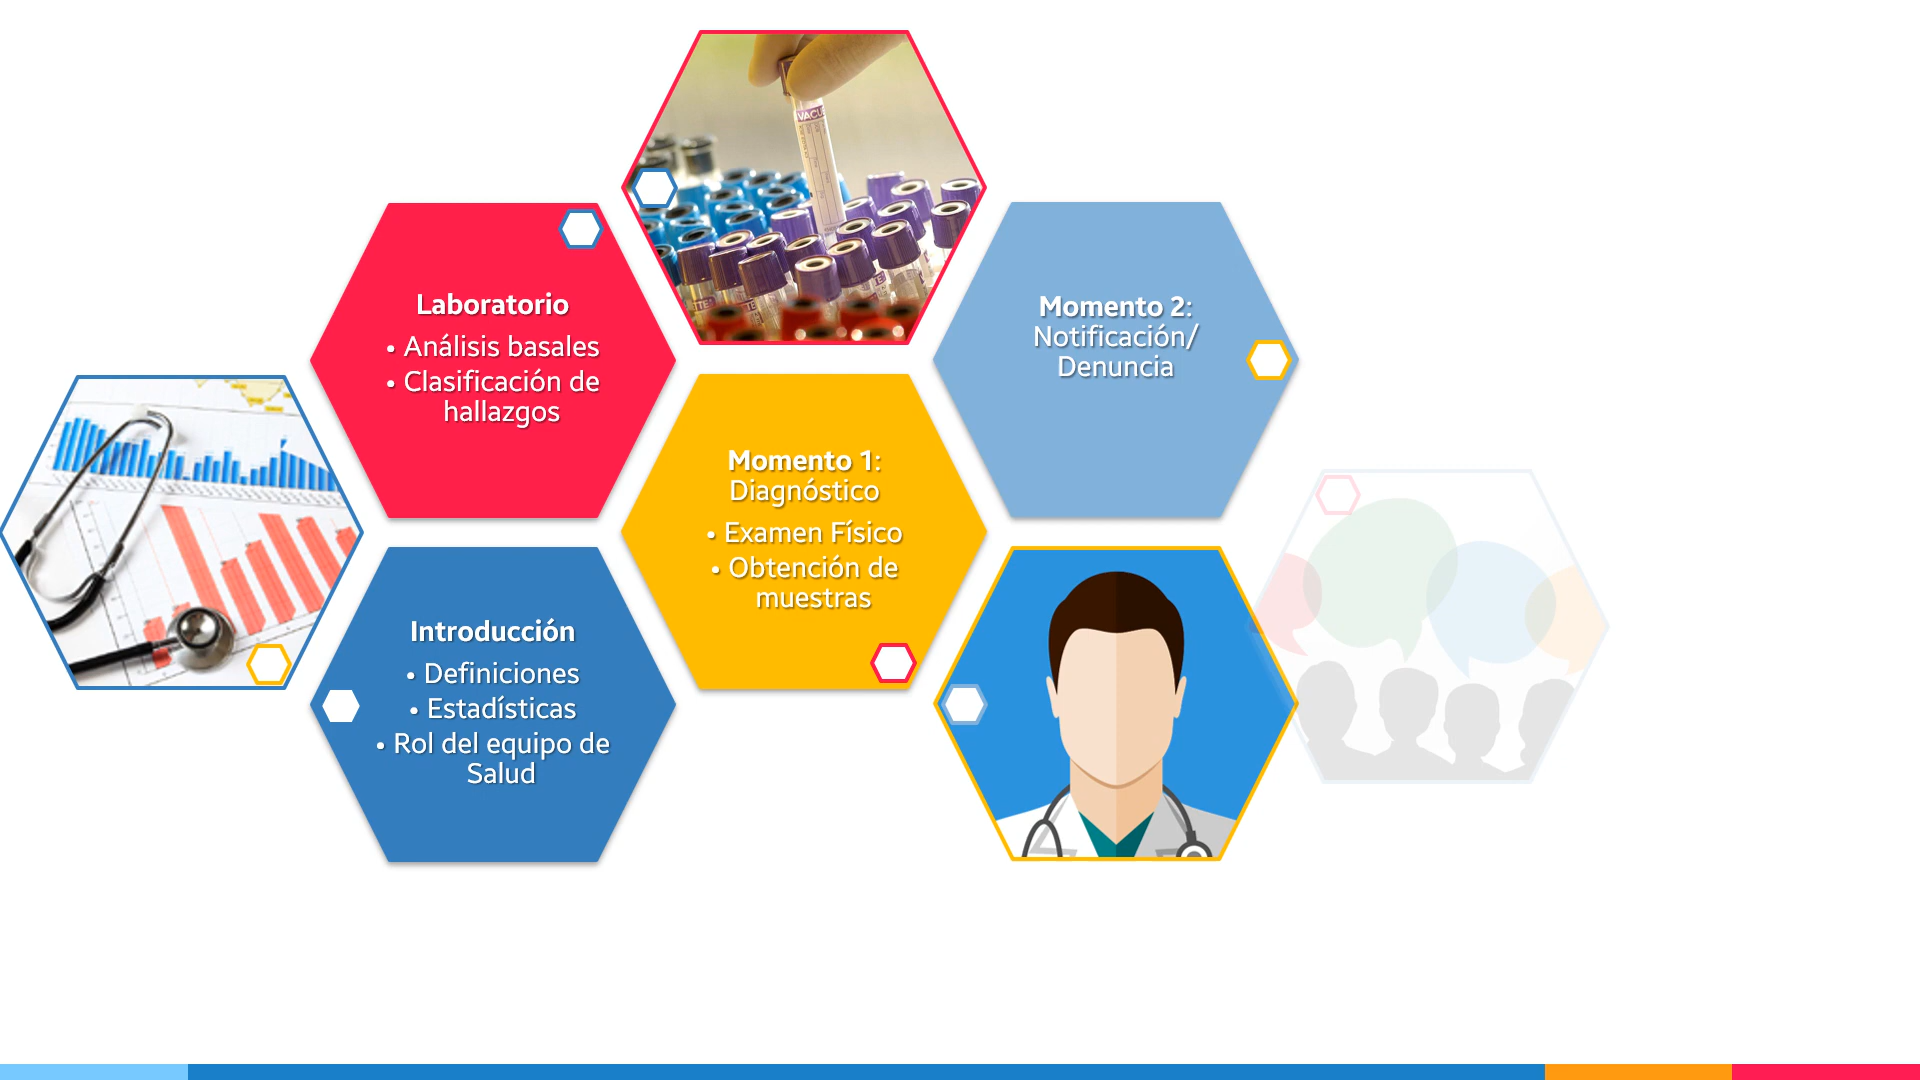 VACU
Laboratorio
• Análisis basales
• Clasificación de
hallazgos
Momento 2:
Notificación/
Denuncia
Momento 1:
Diagnóstico
• Examen Físico
• Obtención de
muestras
Introducción
• Definiciones
• Estadísticas
• Rol del equipo de
Salud